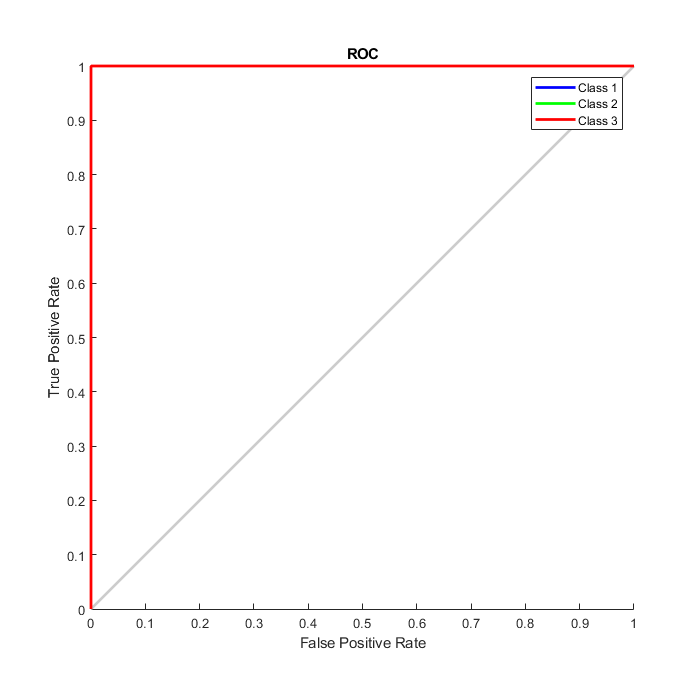 ROC
Class 1
Class 2
Class 3
True Positive Rate
1
0.9
0.8
0.7
0.6
0.5
0.4
0.3
0.2
0.1
0
0 0.1 0.2 0.3 0.4 0.5 0.6 0.7 0.8 0.9 1
False Positive Rate